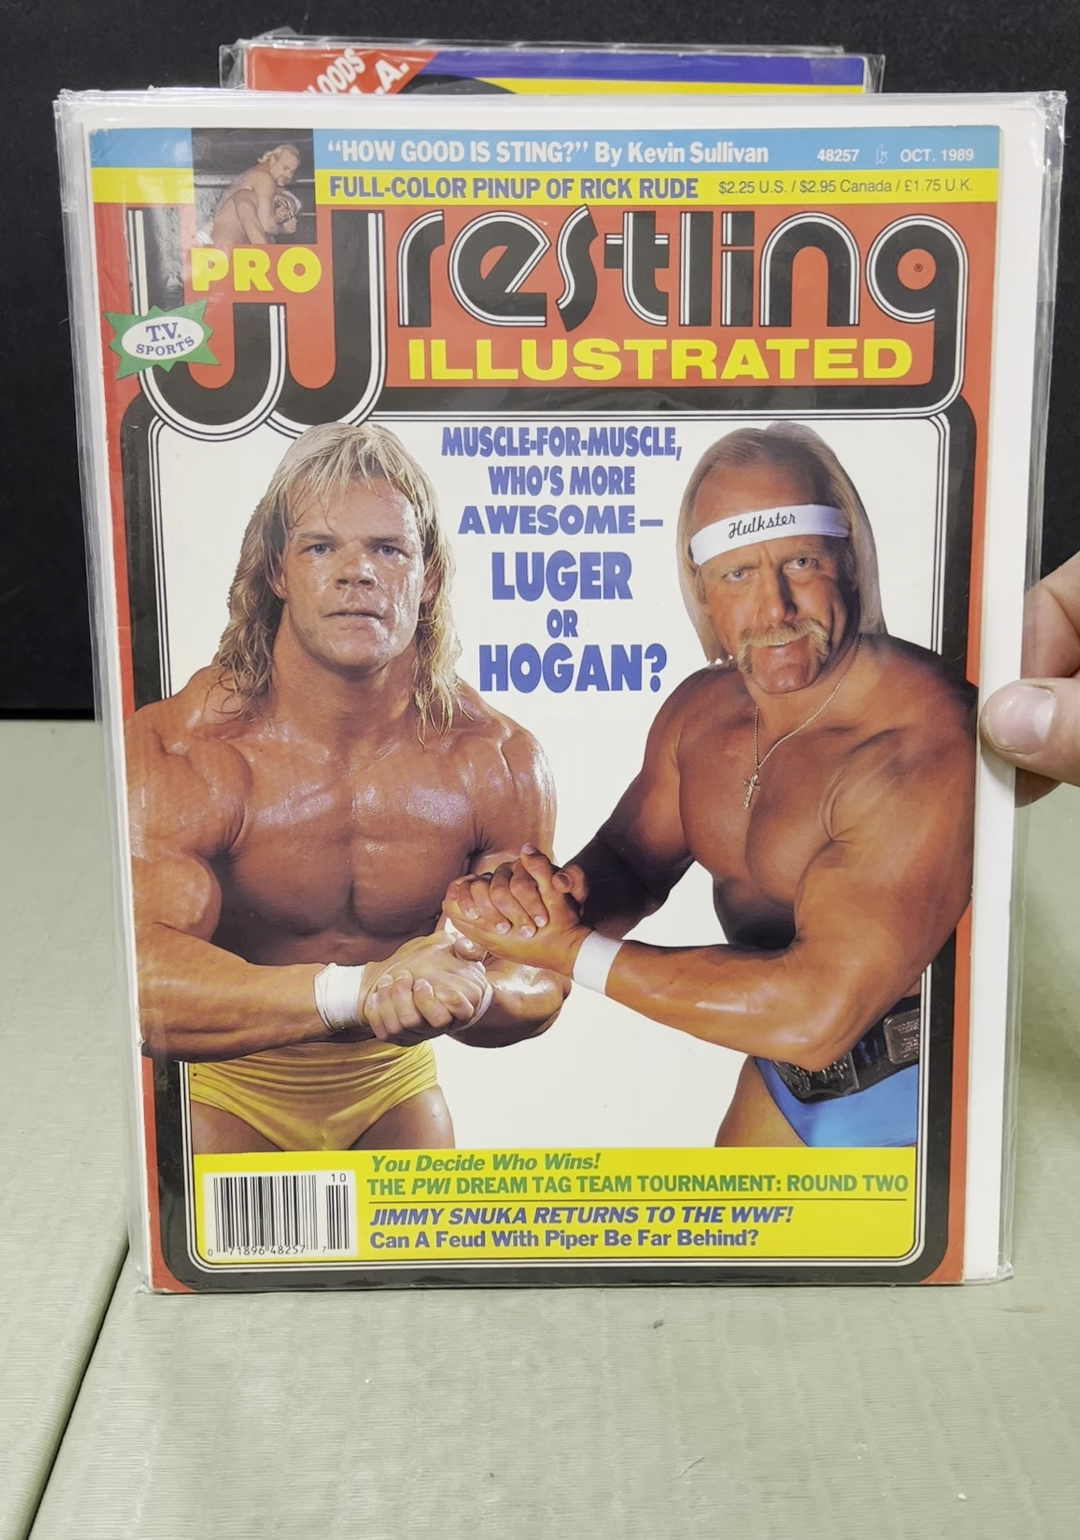 LOODS
.A.
"HOW GOOD IS STING?" By Kevin Sullivan
48257
OCT. 1989
FULL-COLOR PINUP OF RICK RUDE
$2.25 U.S. / $2.95 Canada / £1.75 U.K.
PRO
Wrestling
®
ILLUSTRATED
T.V.
SPORTS
MUSCLE-FOR-MUSCLE,
WHO'S MORE
AWESOME—
LUGER
OR
HOGAN?
Hulkster
You Decide Who Wins!
THE PWI DREAM TAG TEAM TOURNAMENT: ROUND TWO
JIMMY SNUKA RETURNS TO THE WWF!
Can A Feud With Piper Be Far Behind?
10
0 71896 48257 7